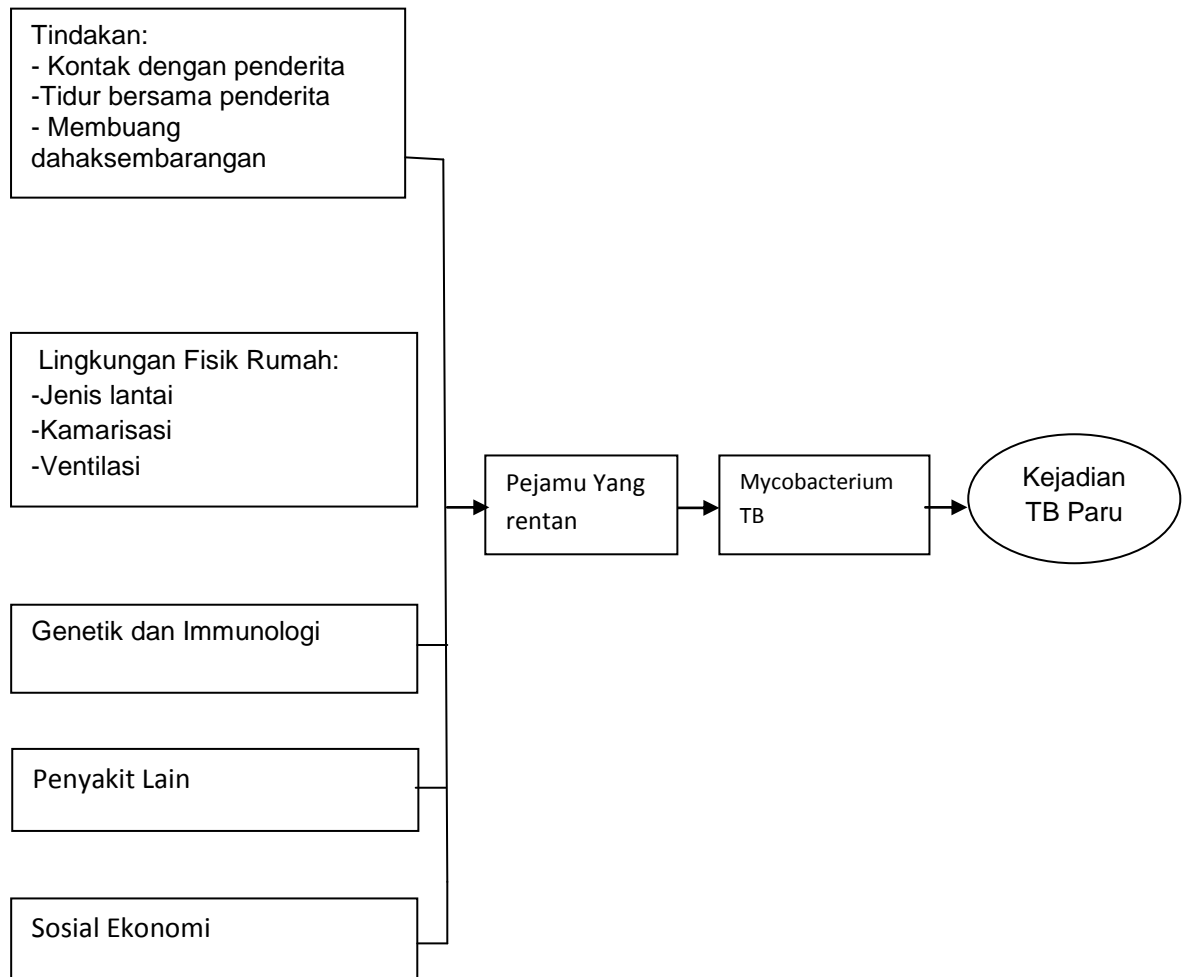 Tindakan:
- Kontak dengan penderita
-Tidur bersama penderita
- Membuang
dahaksembarangan
Lingkungan Fisik Rumah:
-Jenis lantai
-Kamarisasi
-Ventilasi
Pejamu Yang
rentan
Mycobacterium
TB
Kejadian
TB Paru
Genetik dan Immunologi
Penyakit Lain
Sosial Ekonomi